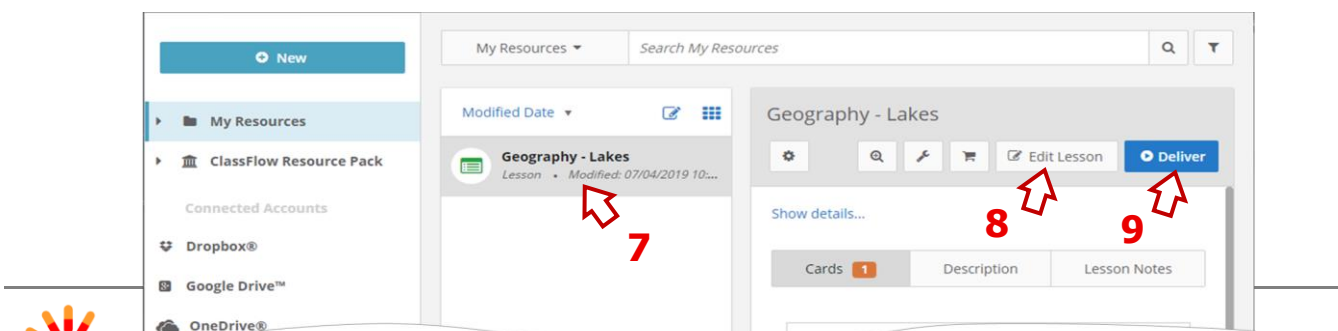 New
My Resources
Search My Resources
My Resources
ClassFlow Resource Pack
Connected Accounts
Dropbox®
Google Drive™
OneDrive®
Modified Date
Geography - Lakes
Lesson • Modified: 07/04/2019 10:...
7
Geography - Lakes
Edit Lesson
Deliver
8
9
Show details...
Cards 1
Description
Lesson Notes